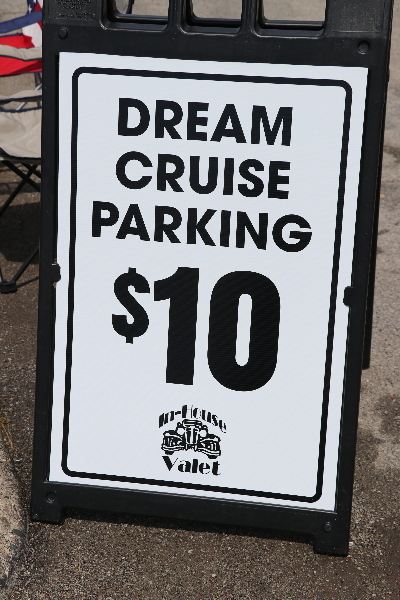 DREAM
CRUISE
PARKING
$10
In-House
Valet